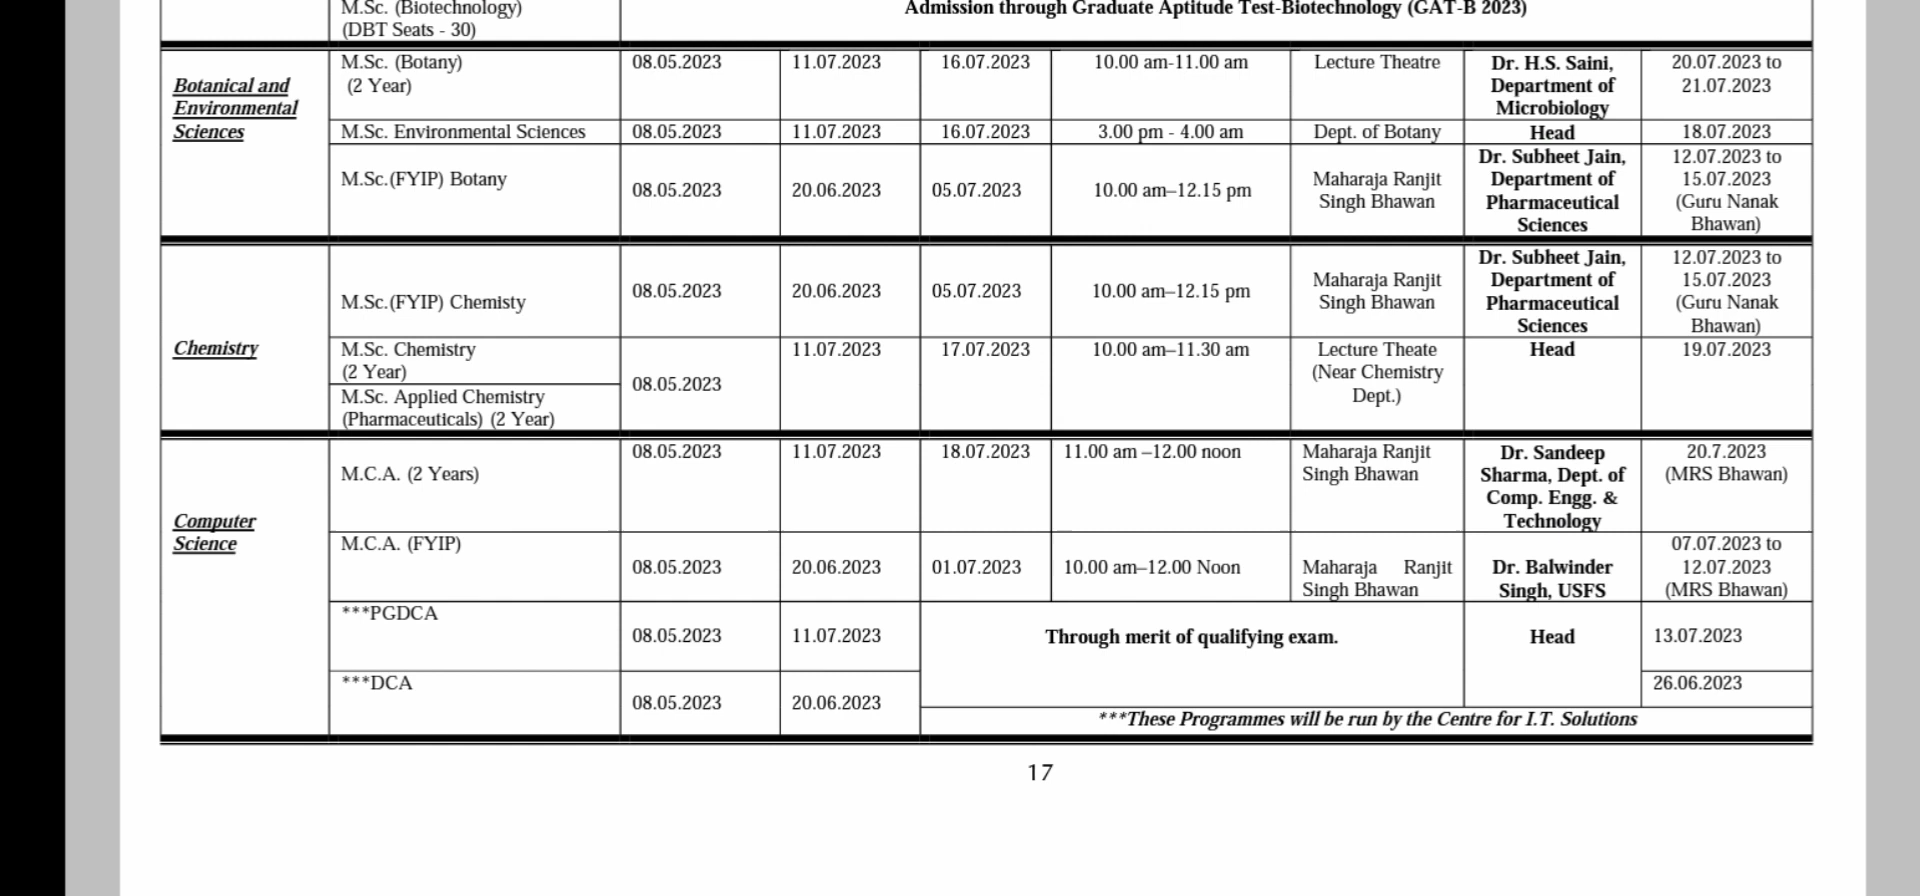 M.Sc. (Biotechnology)
(DBT Seats - 30)
Admission through Graduate Aptitude Test-Biotechnology (GAT-B 2023)
Botanical and
Environmental
Sciences
M.Sc. (Botany)
(2 Year)
08.05.2023
11.07.2023
16.07.2023
10.00 am-11.00 am
Lecture Theatre
Dr. H.S. Saini,
Department of
Microbiology
20.07.2023 to
21.07.2023
M.Sc. Environmental Sciences
08.05.2023
11.07.2023
16.07.2023
3.00 pm - 4.00 am
Dept. of Botany
Head
18.07.2023
M.Sc.(FYIP) Botany
08.05.2023
20.06.2023
05.07.2023
10.00 am–12.15 pm
Maharaja Ranjit
Singh Bhawan
Dr. Subheet Jain,
Department of
Pharmaceutical
Sciences
12.07.2023 to
15.07.2023
(Guru Nanak
Bhawan)
Chemistry
M.Sc.(FYIP) Chemisty
08.05.2023
20.06.2023
05.07.2023
10.00 am–12.15 pm
Maharaja Ranjit
Singh Bhawan
Dr. Subheet Jain,
Department of
Pharmaceutical
Sciences
12.07.2023 to
15.07.2023
(Guru Nanak
Bhawan)
M.Sc. Chemistry
(2 Year)
M.Sc. Applied Chemistry
(Pharmaceuticals) (2 Year)
08.05.2023
11.07.2023
17.07.2023
10.00 am–11.30 am
Lecture Theate
(Near Chemistry
Dept.)
Head
19.07.2023
Computer
Science
M.C.A. (2 Years)
08.05.2023
11.07.2023
18.07.2023
11.00 am –12.00 noon
Maharaja Ranjit
Singh Bhawan
Dr. Sandeep
Sharma, Dept. of
Comp. Engg. &
Technology
20.7.2023
(MRS Bhawan)
M.C.A. (FYIP)
08.05.2023
20.06.2023
01.07.2023
10.00 am–12.00 Noon
Maharaja Ranjit
Singh Bhawan
Dr. Balwinder
Singh, USFS
07.07.2023 to
12.07.2023
(MRS Bhawan)
***PGDCA
08.05.2023
11.07.2023
Through merit of qualifying exam.
Head
13.07.2023
***DCA
08.05.2023
20.06.2023
26.06.2023
***These Programmes will be run by the Centre for I.T. Solutions
17